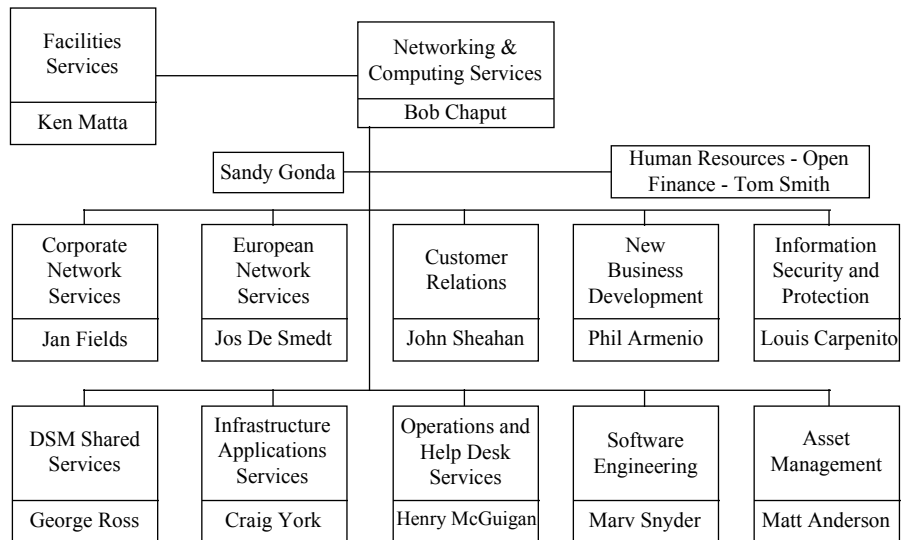 Facilities
Services
Ken Matta
Networking &
Computing Services
Bob Chaput
Sandy Gonda
Human Resources - Open
Finance - Tom Smith
Corporate
Network
Services
Jan Fields
European
Network
Services
Jos De Smedt
Customer
Relations
John Sheahan
New
Business
Development
Phil Armenio
Information
Security and
Protection
Louis Carpenito
DSM Shared
Services
George Ross
Infrastructure
Applications
Services
Craig York
Operations and
Help Desk
Services
Henry McGuigan
Software
Engineering
Marv Snyder
Asset
Management
Matt Anderson